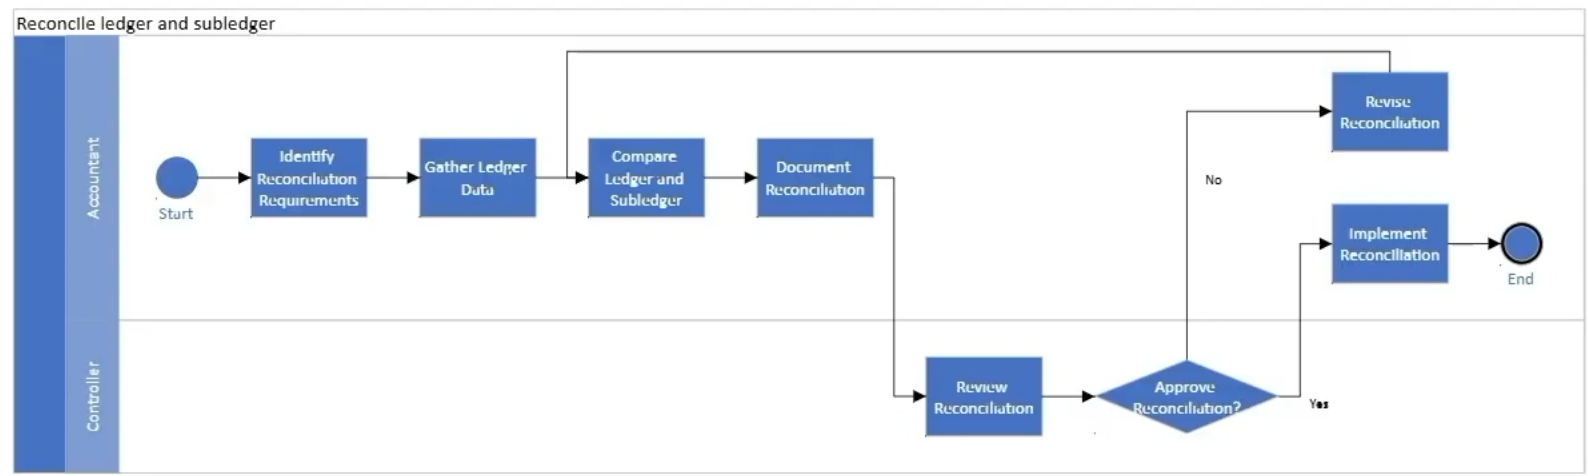 Reconcile ledger and subledger
Accountant
Start
Identify
Reconciliation
Requirements
Gather Ledger
Data
Compare
Ledger and
Subledger
Document
Reconciliation
Revise
Reconciliation
No
Implement
Reconciliation
End
Controller
Review
Reconciliation
Approve
Reconciliation?
Yes